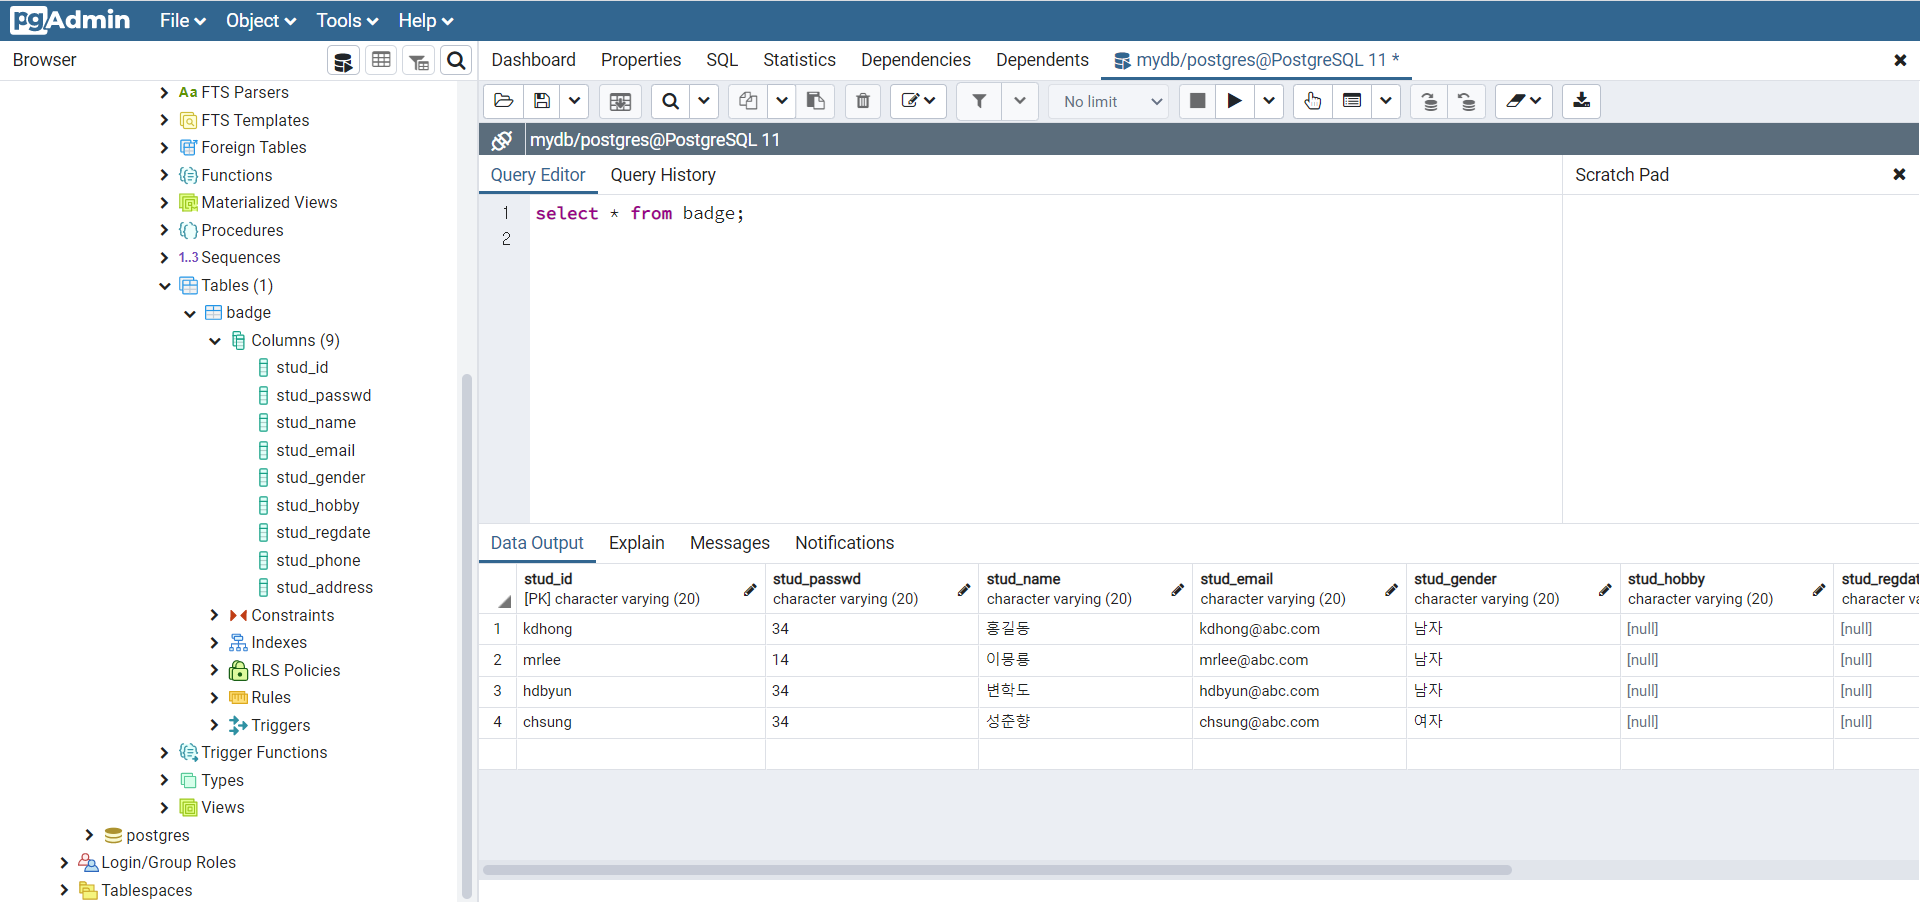 pgAdmin File Object Tools Help
Browser
Dashboard Properties SQL Statistics Dependencies Dependents mydb/postgres@PostgreSQL 11 *
No limit
mydb/postgres@PostgreSQL 11
Query Editor Query History
Scratch Pad
1 select * from badge;
2
Aa FTS Parsers
FTS Templates
Foreign Tables
Functions
Materialized Views
Procedures
1..3 Sequences
Tables (1)
badge
Columns (9)
stud_id
stud_passwd
stud_name
stud_email
stud_gender
stud_hobby
stud_regdate
stud_phone
stud_address
Constraints
Indexes
RLS Policies
Rules
Triggers
Trigger Functions
Types
Views
postgres
Login/Group Roles
Tablespaces
Data Output Explain Messages Notifications
stud_id stud_passwd stud_name stud_email stud_gender stud_hobby stud_regdat
[PK] character varying (20) character varying (20) character varying (20) character varying (20) character varying (20) character varying (20) character va
1 kdhong 34 홍길동 kdhong@abc.com 남자 [null] [null]
2 mrlee 14 이몽룡 mrlee@abc.com 남자 [null] [null]
3 hdbyun 34 변학도 hdbyun@abc.com 남자 [null] [null]
4 chsung 34 성준향 chsung@abc.com 여자 [null] [null]